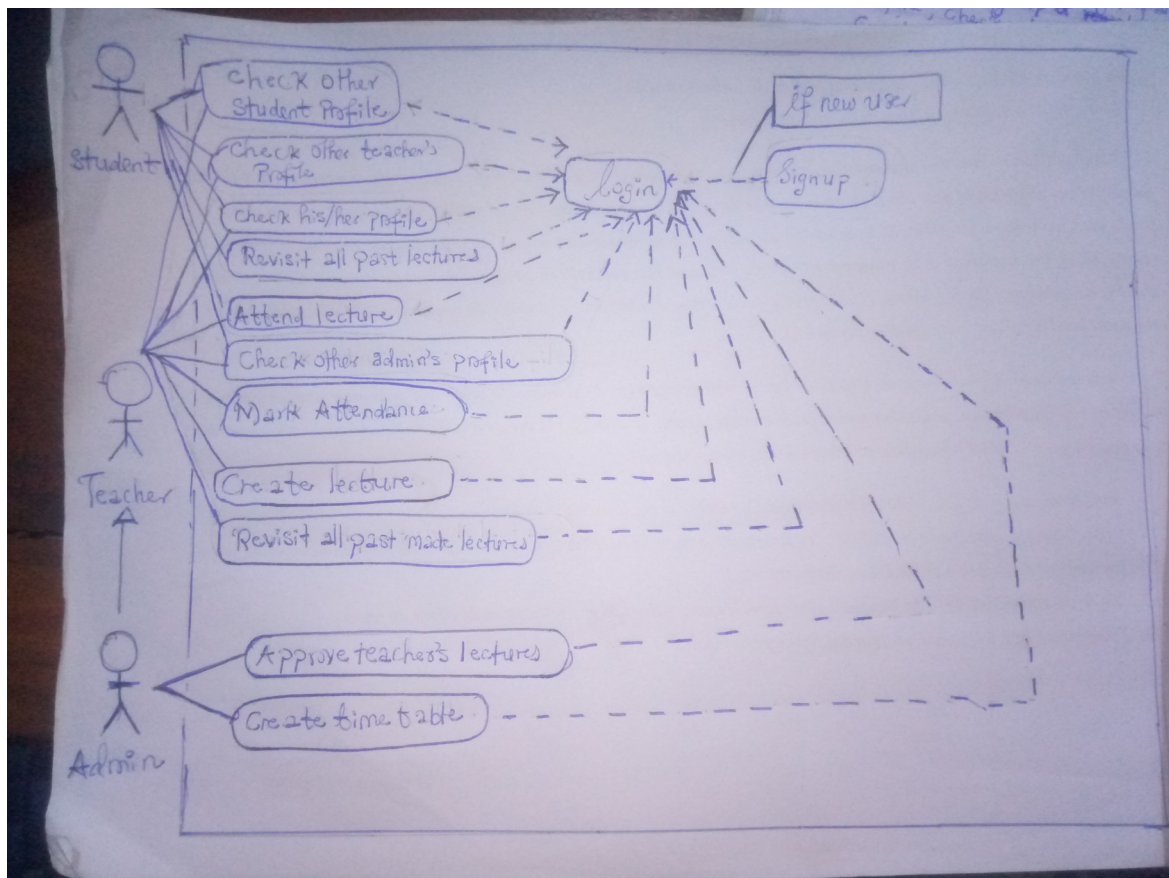 check
Check other
Student Profile
if new user
Student
Check other teacher's
Profile
Login
Signup
Check his/her profile
Revisit all past lectures
Attend lecture
Check other admin's profile
Mark Attendance
Create lecture
Teacher
Revisit all past made lectures
Approve teacher's lectures
Create time table
Admin